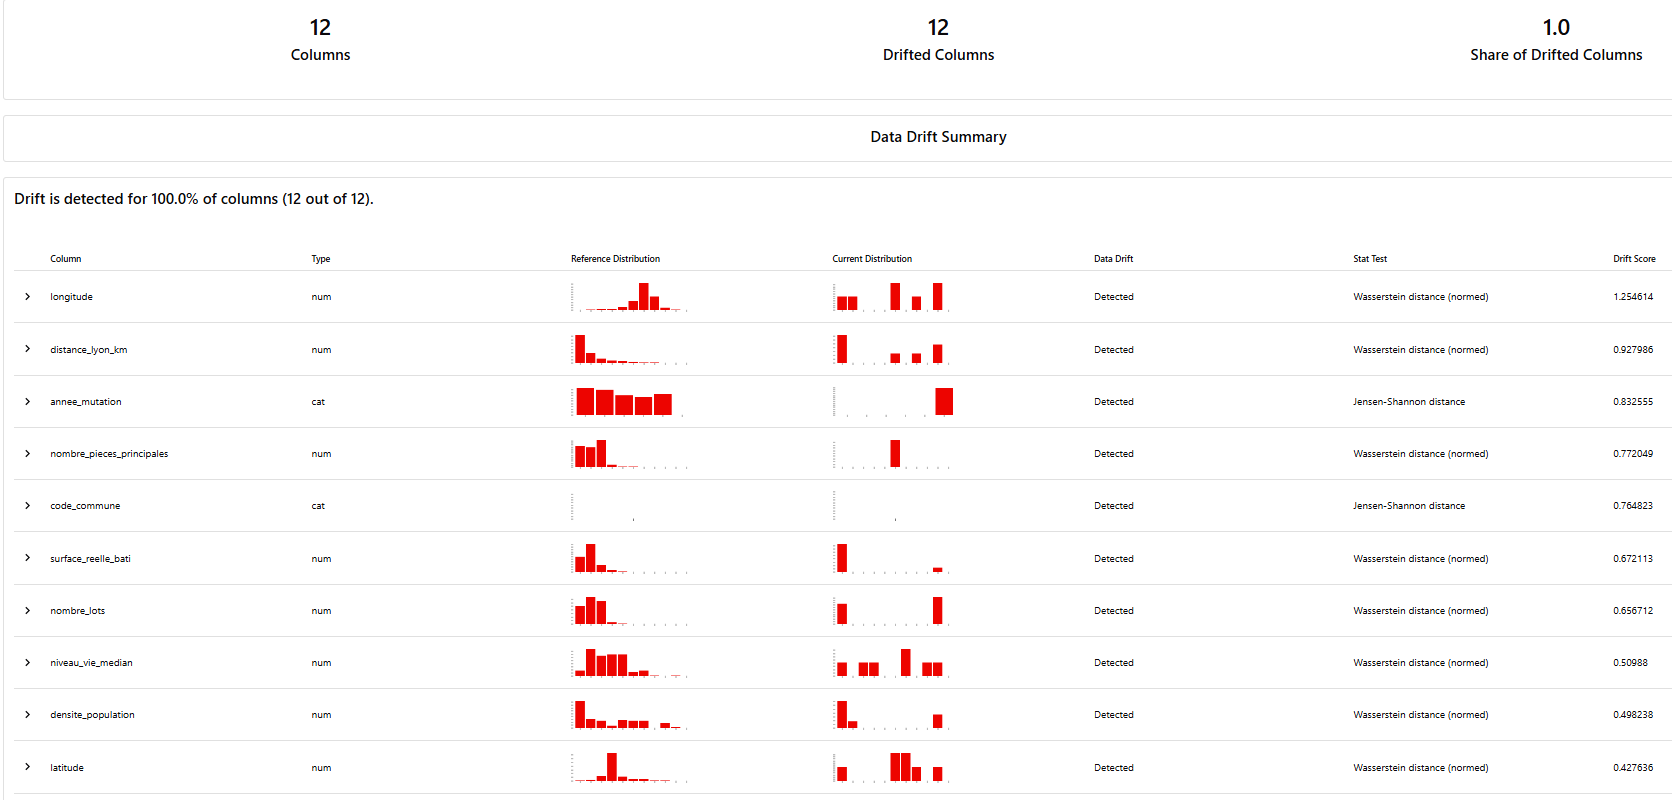 12 12 1.0
Columns Drifted Columns Share of Drifted Columns
Data Drift Summary
Drift is detected for 100.0% of columns (12 out of 12).
Column Type Reference Distribution Current Distribution Data Drift Stat Test Drift Score
longitude num Detected Wasserstein distance (normed) 1.254614
distance_lyon_km num Detected Wasserstein distance (normed) 0.927986
annee_mutation cat Detected Jensen-Shannon distance 0.832555
nombre_pieces_principales num Detected Wasserstein distance (normed) 0.772049
code_commune cat Detected Jensen-Shannon distance 0.764823
surface_reelle_bati num Detected Wasserstein distance (normed) 0.672113
nombre_lots num Detected Wasserstein distance (normed) 0.656712
niveau_vie_median num Detected Wasserstein distance (normed) 0.50988
densite_population num Detected Wasserstein distance (normed) 0.498238
latitude num Detected Wasserstein distance (normed) 0.427636